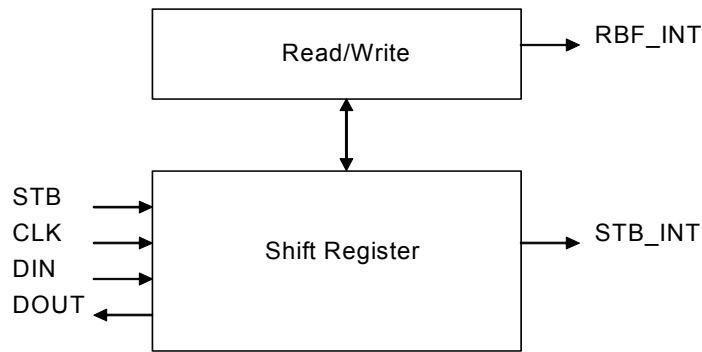 Read/Write
RBF_INT
STB
CLK
DIN
DOUT
Shift Register
STB_INT